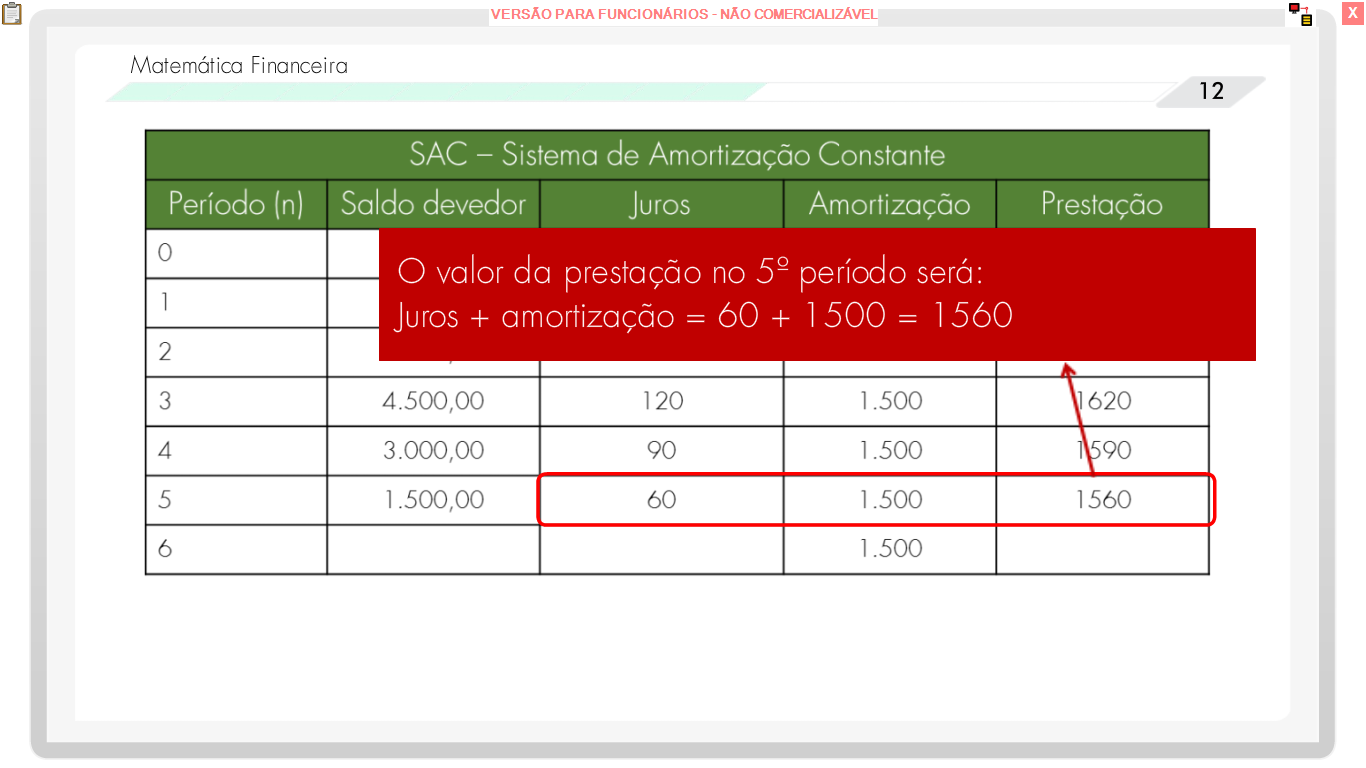 VERSÃO PARA FUNCIONÁRIOS - NÃO COMERCIALIZÁVEL
X
Matemática Financeira
12
SAC – Sistema de Amortização Constante
Período (n) Saldo devedor Juros Amortização Prestação
0
O valor da prestação no 5º período será:
1
Juros + amortização = 60 + 1500 = 1560
2
3 4.500,00 120 1.500 1620
4 3.000,00 90 1.500 1590
5 1.500,00 60 1.500 1560
6 1.500